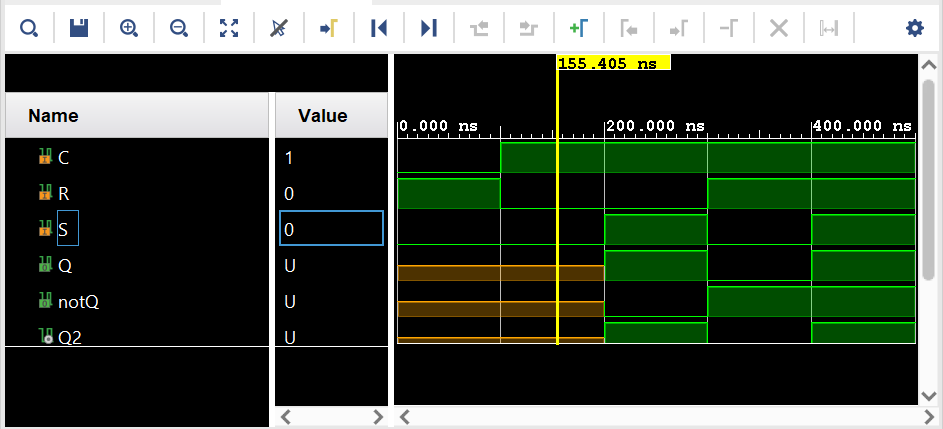 155.405 ns
Name Value
0.000 ns 200.000 ns 400.000 ns
C 1
R 0
S 0
Q U
notQ U
Q2 U